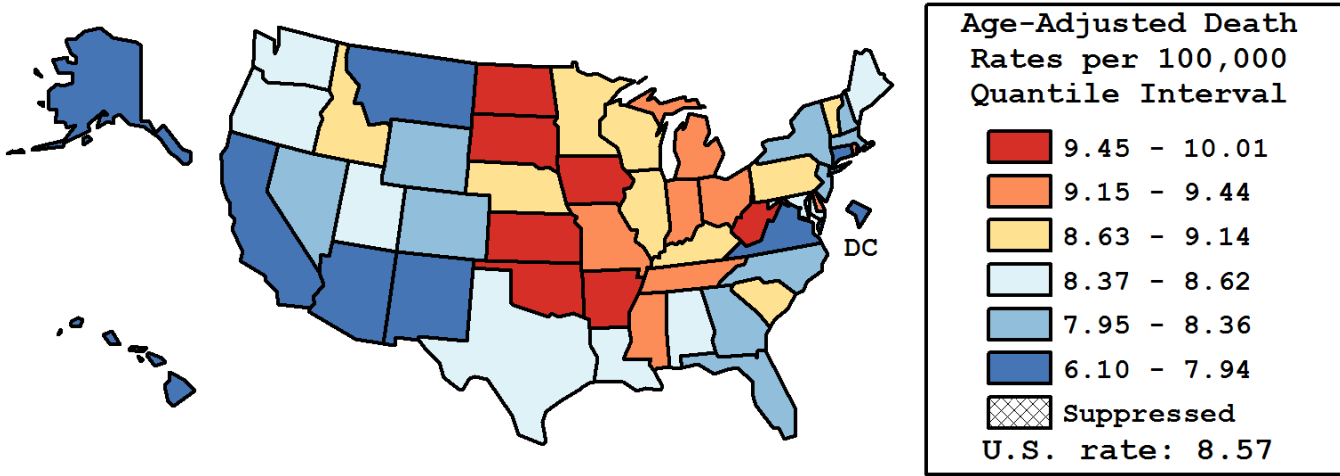 Age-Adjusted Death
Rates per 100,000
Quantile Interval
9.45 - 10.01
9.15 - 9.44
8.63 - 9.14
8.37 - 8.62
7.95 - 8.36
6.10 - 7.94
Suppressed
U.S. rate: 8.57
DC